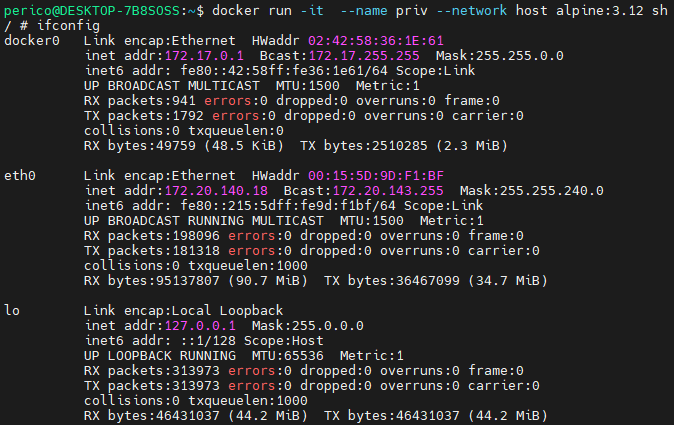 perico@DESKTOP-7B8SOSS:~$ docker run -it  --name priv --network host alpine:3.12 sh
/ # ifconfig
docker0   Link encap:Ethernet  HWaddr 02:42:58:36:1E:61
          inet addr:172.17.0.1  Bcast:172.17.255.255  Mask:255.255.0.0
          inet6 addr: fe80::42:58ff:fe36:1e61/64 Scope:Link
          UP BROADCAST MULTICAST  MTU:1500  Metric:1
          RX packets:941 errors:0 dropped:0 overruns:0 frame:0
          TX packets:1792 errors:0 dropped:0 overruns:0 carrier:0
          collisions:0 txqueuelen:0
          RX bytes:49759 (48.5 KiB)  TX bytes:2510285 (2.3 MiB)

eth0      Link encap:Ethernet  HWaddr 00:15:5D:9D:F1:BF
          inet addr:172.20.140.18  Bcast:172.20.143.255  Mask:255.255.240.0
          inet6 addr: fe80::215:5dff:fe9d:f1bf/64 Scope:Link
          UP BROADCAST RUNNING MULTICAST  MTU:1500  Metric:1
          RX packets:198096 errors:0 dropped:0 overruns:0 frame:0
          TX packets:181318 errors:0 dropped:0 overruns:0 carrier:0
          collisions:0 txqueuelen:1000
          RX bytes:95137807 (90.7 MiB)  TX bytes:36467099 (34.7 MiB)

lo        Link encap:Local Loopback
          inet addr:127.0.0.1  Mask:255.0.0.0
          inet6 addr: ::1/128 Scope:Host
          UP LOOPBACK RUNNING  MTU:65536  Metric:1
          RX packets:313973 errors:0 dropped:0 overruns:0 frame:0
          TX packets:313973 errors:0 dropped:0 overruns:0 carrier:0
          collisions:0 txqueuelen:1000
          RX bytes:46431037 (44.2 MiB)  TX bytes:46431037 (44.2 MiB)